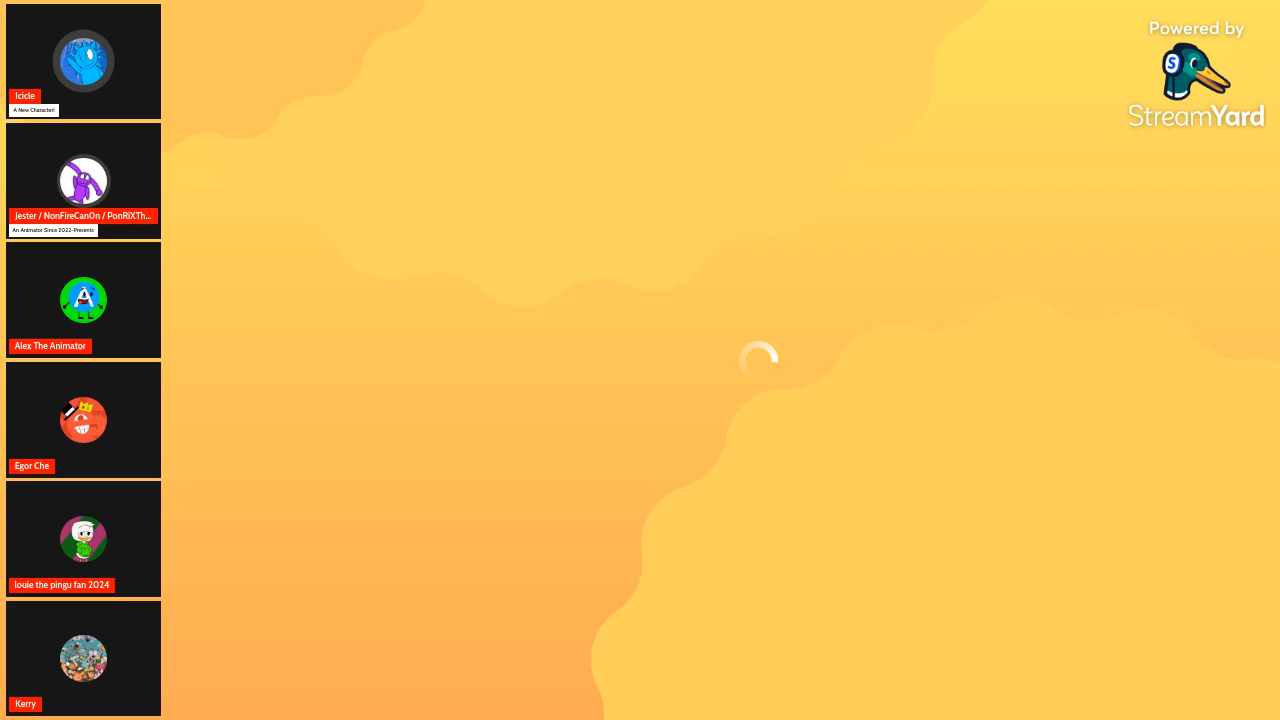 Powered by
StreamYard
Icicle
A New Character!
Jester / NonFireCanOn / PonRiXTh...
An Animator Since 2022-Presents
A
Alex The Animator
Egor Che
louie the pingu fan 2024
Kerry